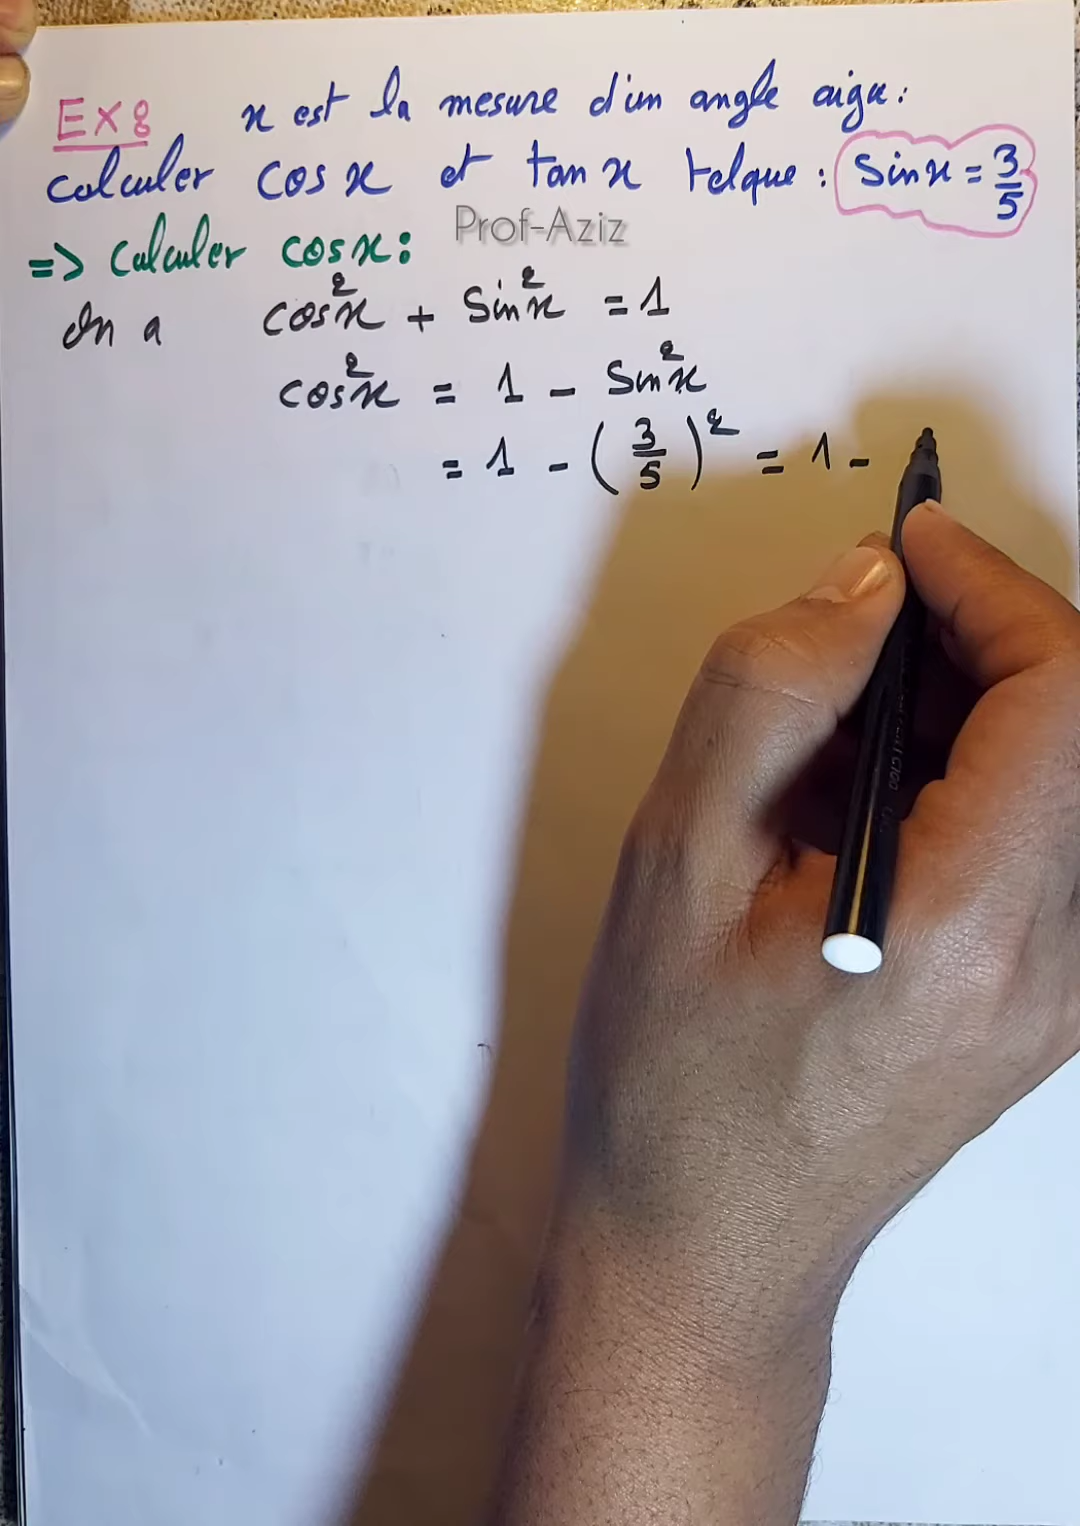 Ex 8 x est la mesure d'un angle aigu :
calculer cos x et tan x telque : Sin x = 3/5
Prof-Aziz
=> Calculer cos x :
On a cos²x + Sin²x = 1
cos²x = 1 - Sin²x
= 1 - (3/5)² = 1 -